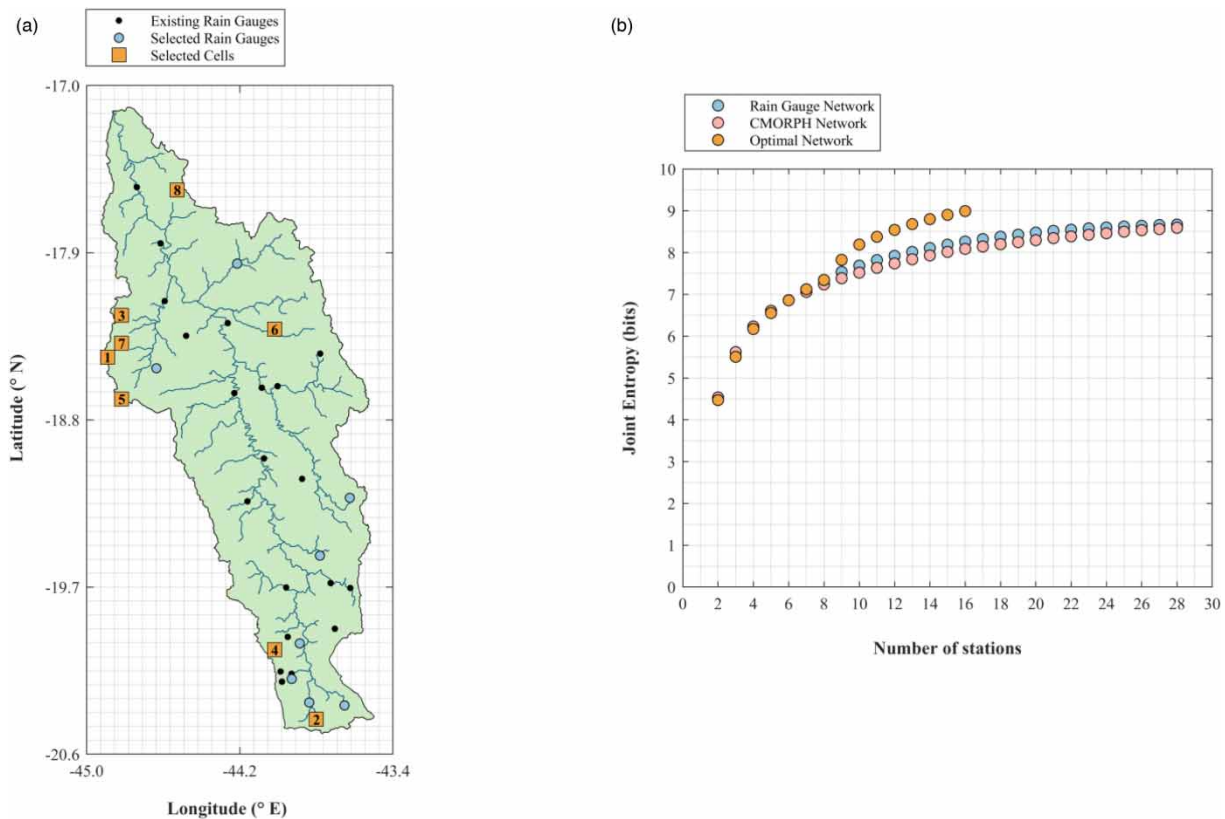 (a)
Existing Rain Gauges
Selected Rain Gauges
Selected Cells
-17.0
-17.9
-18.8
-19.7
-20.6
Latitude (° N)
8
3
7
1
5
6
4
2
-45.0 -44.2 -43.4
Longitude (° E)
(b)
Rain Gauge Network
CMORPH Network
Optimal Network
10
9
8
7
6
5
4
3
2
1
0
Joint Entropy (bits)
0 2 4 6 8 10 12 14 16 18 20 22 24 26 28 30
Number of stations